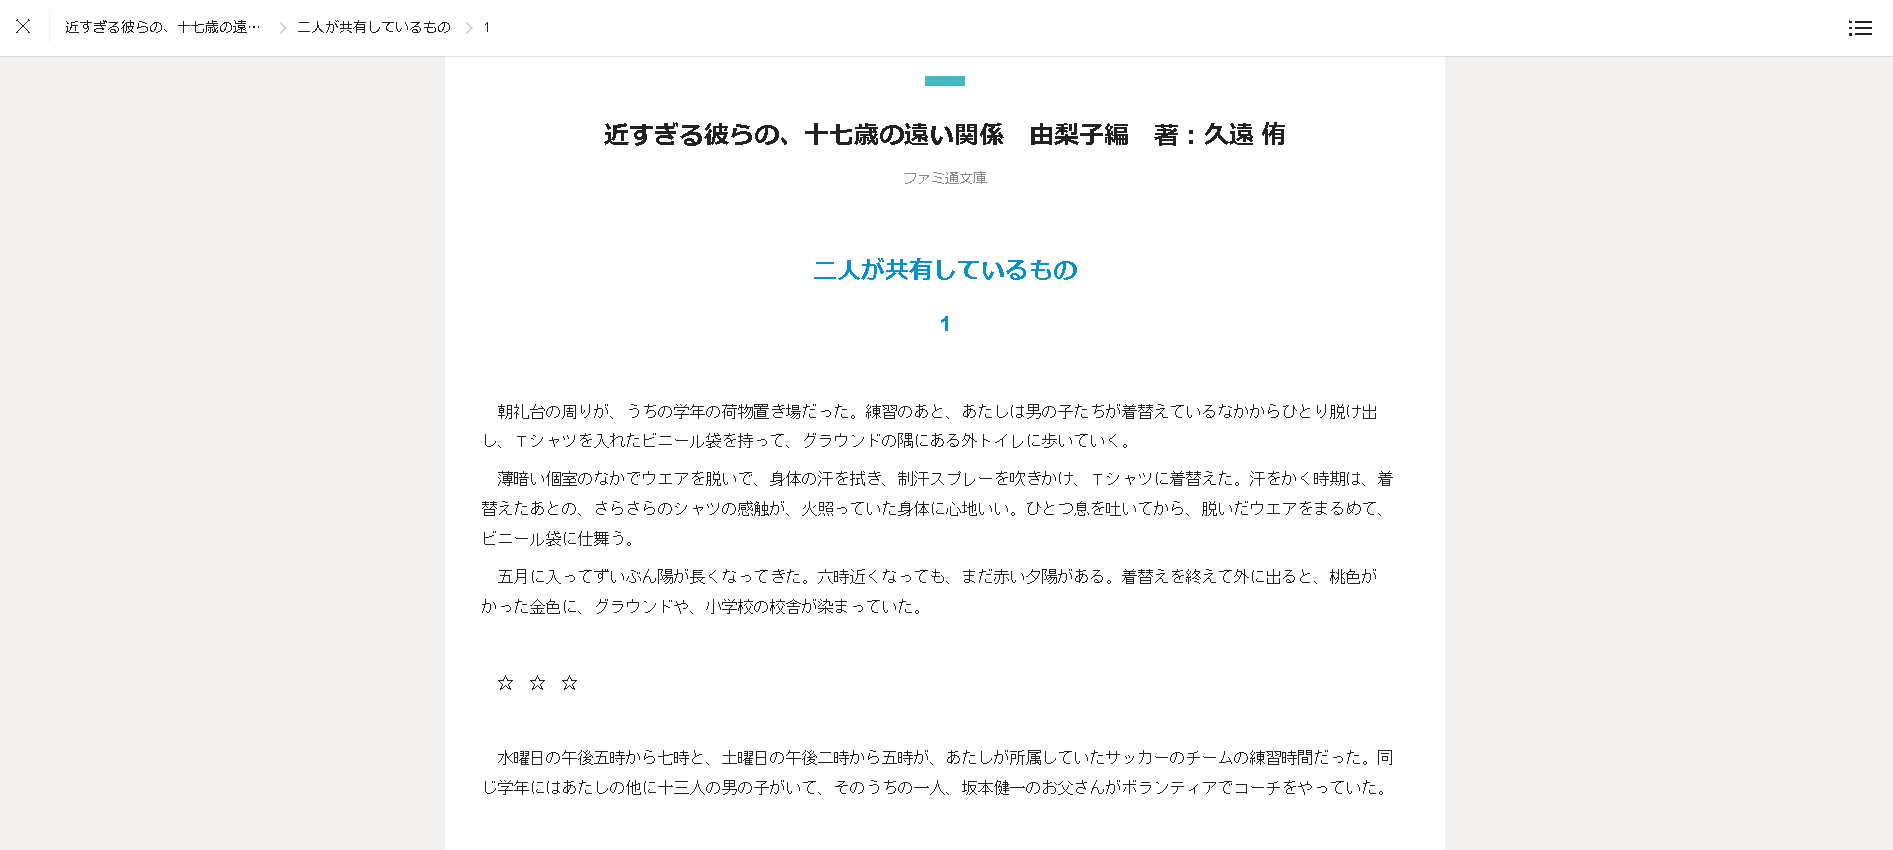 近すぎる彼らの、十七歳の遠… 二人が共有しているもの 1
近すぎる彼らの、十七歳の遠い関係　由梨子編　著：久遠 侑
ファミ通文庫
二人が共有しているもの
1
　朝礼台の周りが、うちの学年の荷物置き場だった。練習のあと、あたしは男の子たちが着替えているなかからひとり脱け出
し、Ｔシャツを入れたビニール袋を持って、グラウンドの隅にある外トイレに歩いていく。
　薄暗い個室のなかでウエアを脱いで、身体の汗を拭き、制汗スプレーを吹きかけ、Ｔシャツに着替えた。汗をかく時期は、着
替えたあとの、さらさらのシャツの感触が、火照っていた身体に心地いい。ひとつ息を吐いてから、脱いだウエアをまるめて、
ビニール袋に仕舞う。
　五月に入ってずいぶん陽が長くなってきた。六時近くなっても、まだ赤い夕陽がある。着替えを終えて外に出ると、桃色が
かった金色に、グラウンドや、小学校の校舎が染まっていた。
　☆　☆　☆
　水曜日の午後五時から七時と、土曜日の午後二時から五時が、あたしが所属していたサッカーのチームの練習時間だった。同
じ学年にはあたしの他に十三人の男の子がいて、そのうちの一人、坂本健一のお父さんがボランティアでコーチをやっていた。